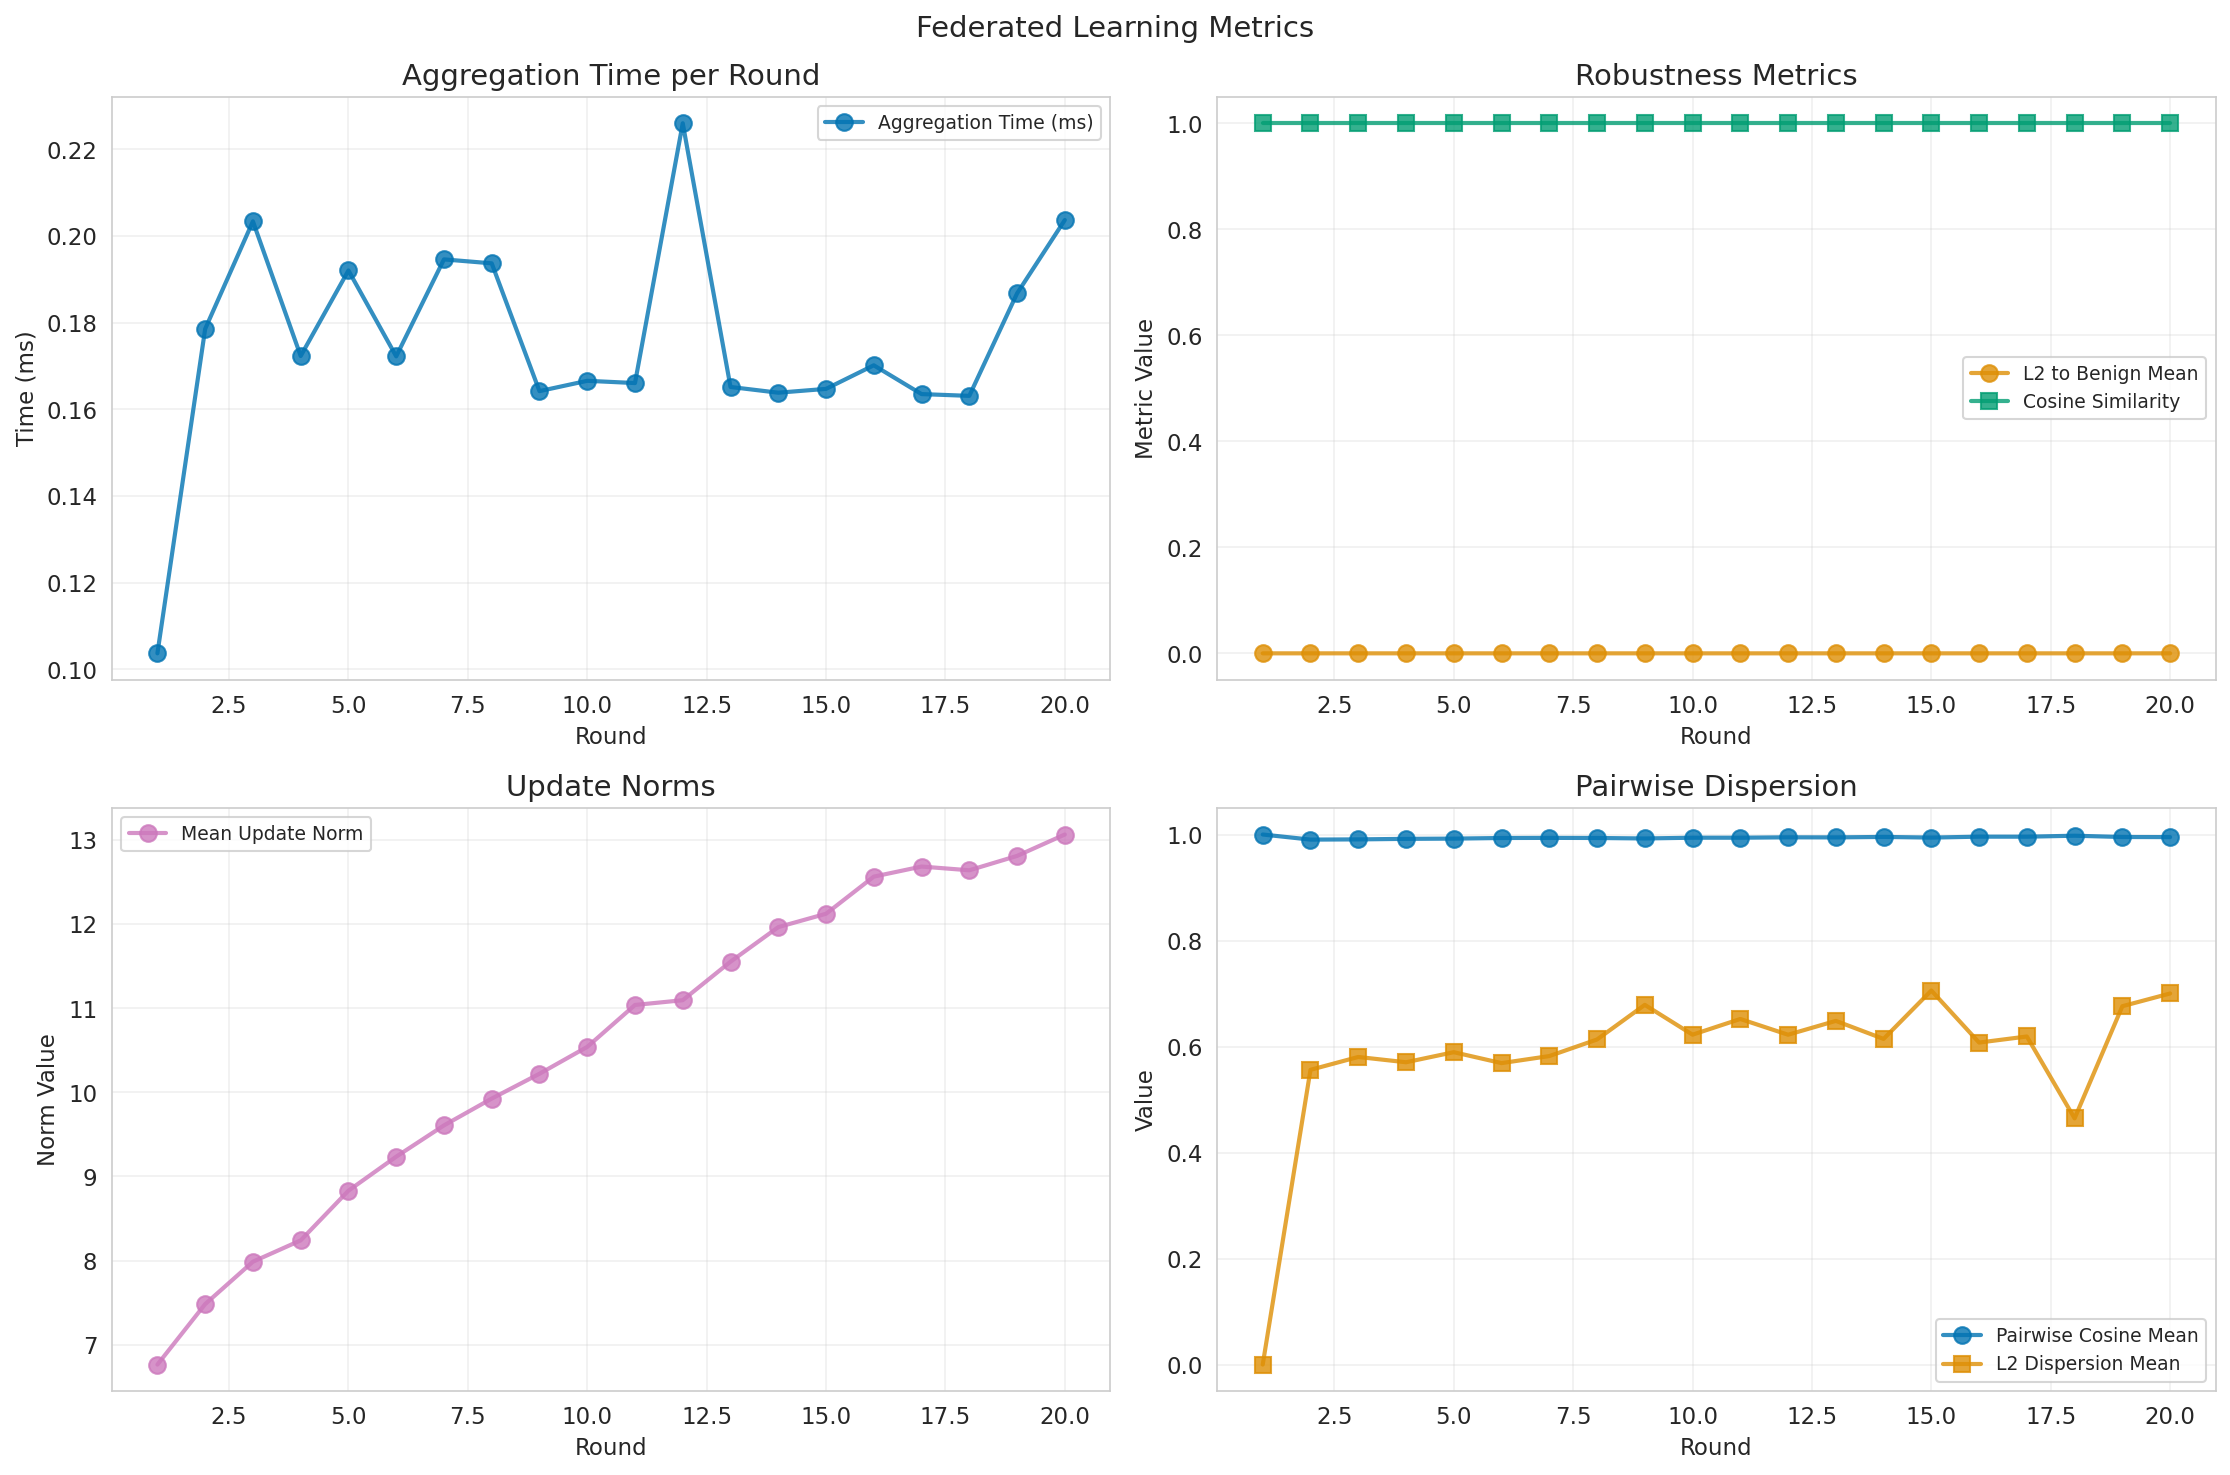 Federated Learning Metrics
Aggregation Time per Round
Aggregation Time (ms)
Time (ms)
0.22
0.20
0.18
0.16
0.14
0.12
0.10
2.5 5.0 7.5 10.0 12.5 15.0 17.5 20.0
Round
Robustness Metrics
Metric Value
1.0
0.8
0.6
0.4
0.2
0.0
L2 to Benign Mean
Cosine Similarity
2.5 5.0 7.5 10.0 12.5 15.0 17.5 20.0
Round
Update Norms
Mean Update Norm
Norm Value
13
12
11
10
9
8
7
2.5 5.0 7.5 10.0 12.5 15.0 17.5 20.0
Round
Pairwise Dispersion
Value
1.0
0.8
0.6
0.4
0.2
0.0
Pairwise Cosine Mean
L2 Dispersion Mean
2.5 5.0 7.5 10.0 12.5 15.0 17.5 20.0
Round